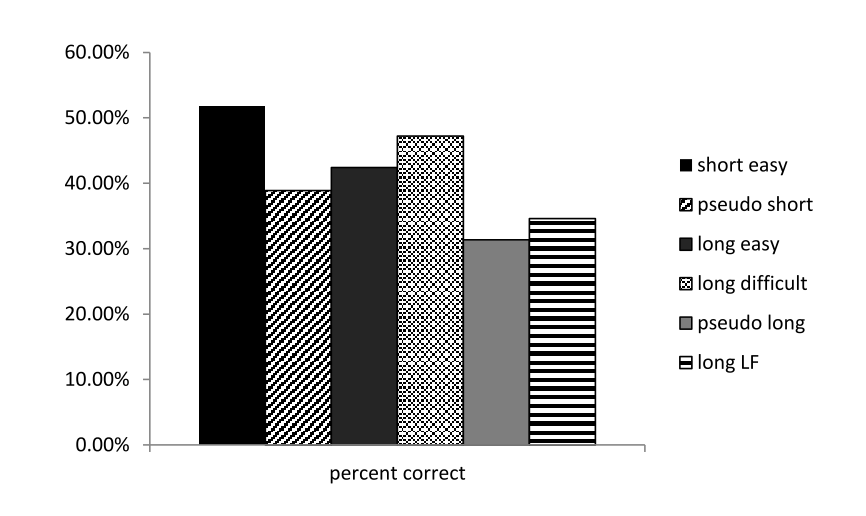 60.00%
50.00%
40.00%
30.00%
20.00%
10.00%
0.00%
percent correct
short easy
pseudo short
long easy
long difficult
pseudo long
long LF